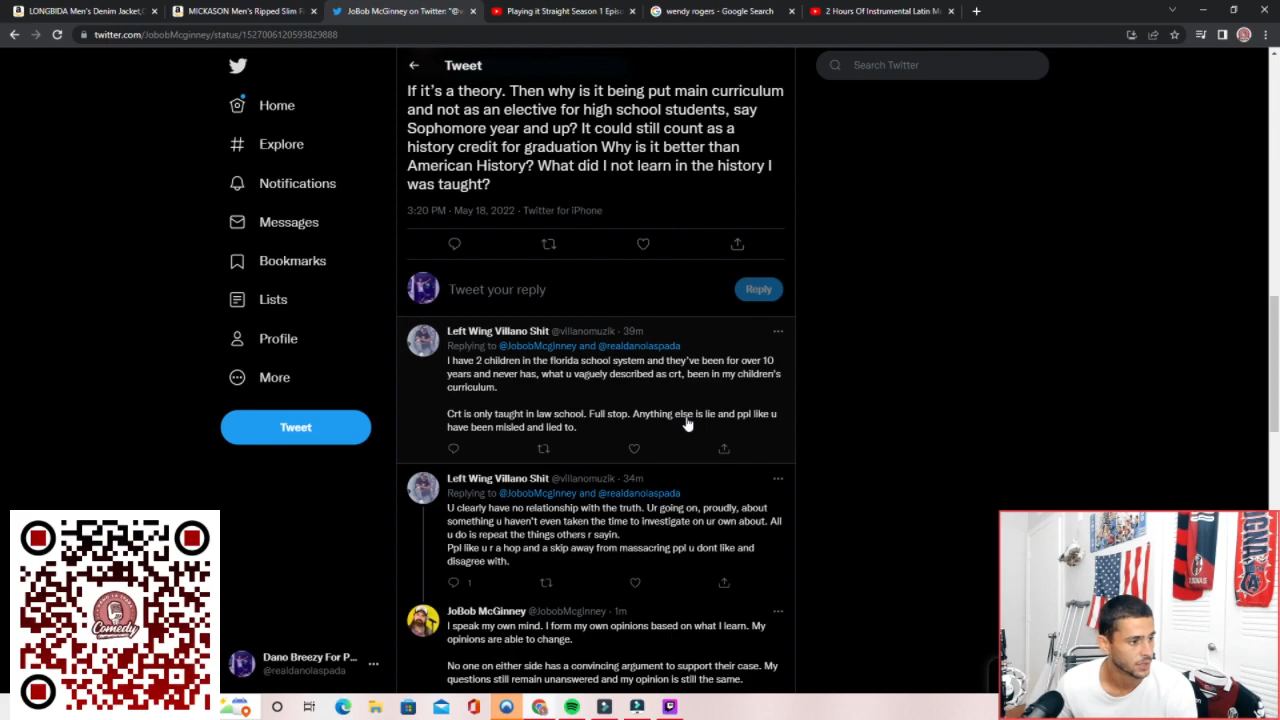 LONGBIDA Men's Denim Jacket,C
MICKASON Men's Ripped Slim F
JoBob McGinney on Twitter: "@w
Playing it Straight Season 1 Epis
wendy rogers - Google Search
2 Hours Of Instrumental Latin M
twitter.com/JobobMcginney/status/1527006120593829888
Home
Explore
Notifications
Messages
Bookmarks
Lists
Profile
More
Tweet
Dano Breezy For P...
@realdanolaspada
Tweet
If it's a theory. Then why is it being put main curriculum
and not as an elective for high school students, say
Sophomore year and up? It could still count as a
history credit for graduation Why is it better than
American History? What did I not learn in the history I
was taught?
3:20 PM · May 18, 2022 · Twitter for iPhone
Tweet your reply
Reply
Left Wing Villano Shit @villanomuzik · 39m
Replying to @JobobMcGinney and @realdanolaspada
I have 2 children in the florida school system and they've been for over 10
years and never has, what u vaguely described as crt, been in my children's
curriculum.
Crt is only taught in law school. Full stop. Anything else is lie and ppl like u
have been misled and lied to.
Left Wing Villano Shit @villanomuzik · 34m
Replying to @JobobMcGinney and @realdanolaspada
U clearly have no relationship with the truth. Ur going on, proudly, about
something u haven't even taken the time to investigate on ur own about. All
u do is repeat the things others r sayin.
Ppl like u r a hop and a skip away from massacring ppl u dont like and
disagree with.
1
JoBob McGinney @JobobMcGinney · 1m
I speak my own mind. I form my own opinions based on what I learn. My
opinions are able to change.
No one on either side has a convincing argument to support their case. My
questions still remain unanswered and my opinion is still the same.
Search Twitter
Comedy